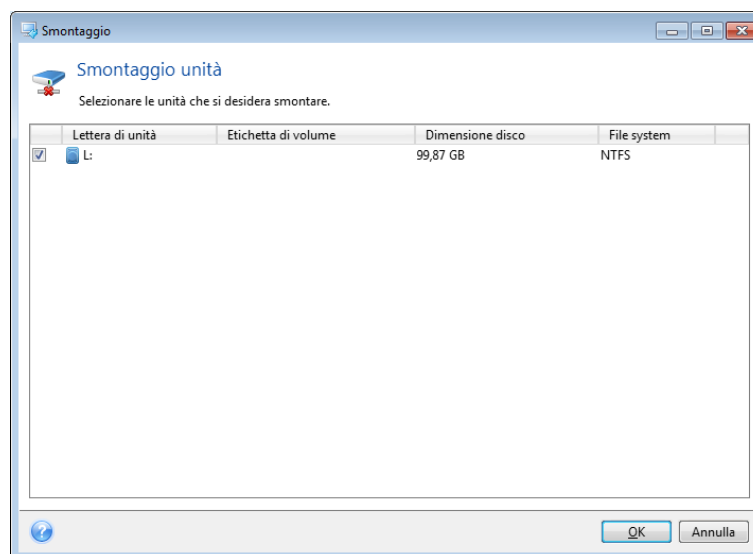 Smontaggio
Smontaggio unità
Selezionare le unità che si desidera smontare.
Lettera di unità Etichetta di volume Dimensione disco File system
L: 99,87 GB NTFS
? OK Annulla